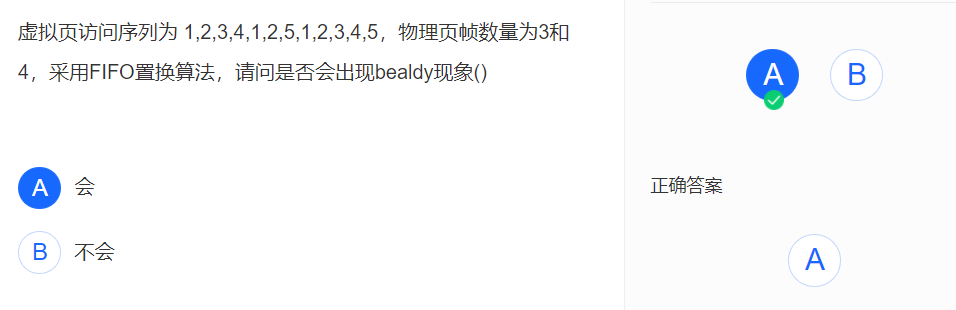 虚拟页访问序列为 1,2,3,4,1,2,5,1,2,3,4,5，物理页帧数量为3和
4，采用FIFO置换算法，请问是否会出现bealdy现象()
A 会
B 不会
A B
正确答案
A